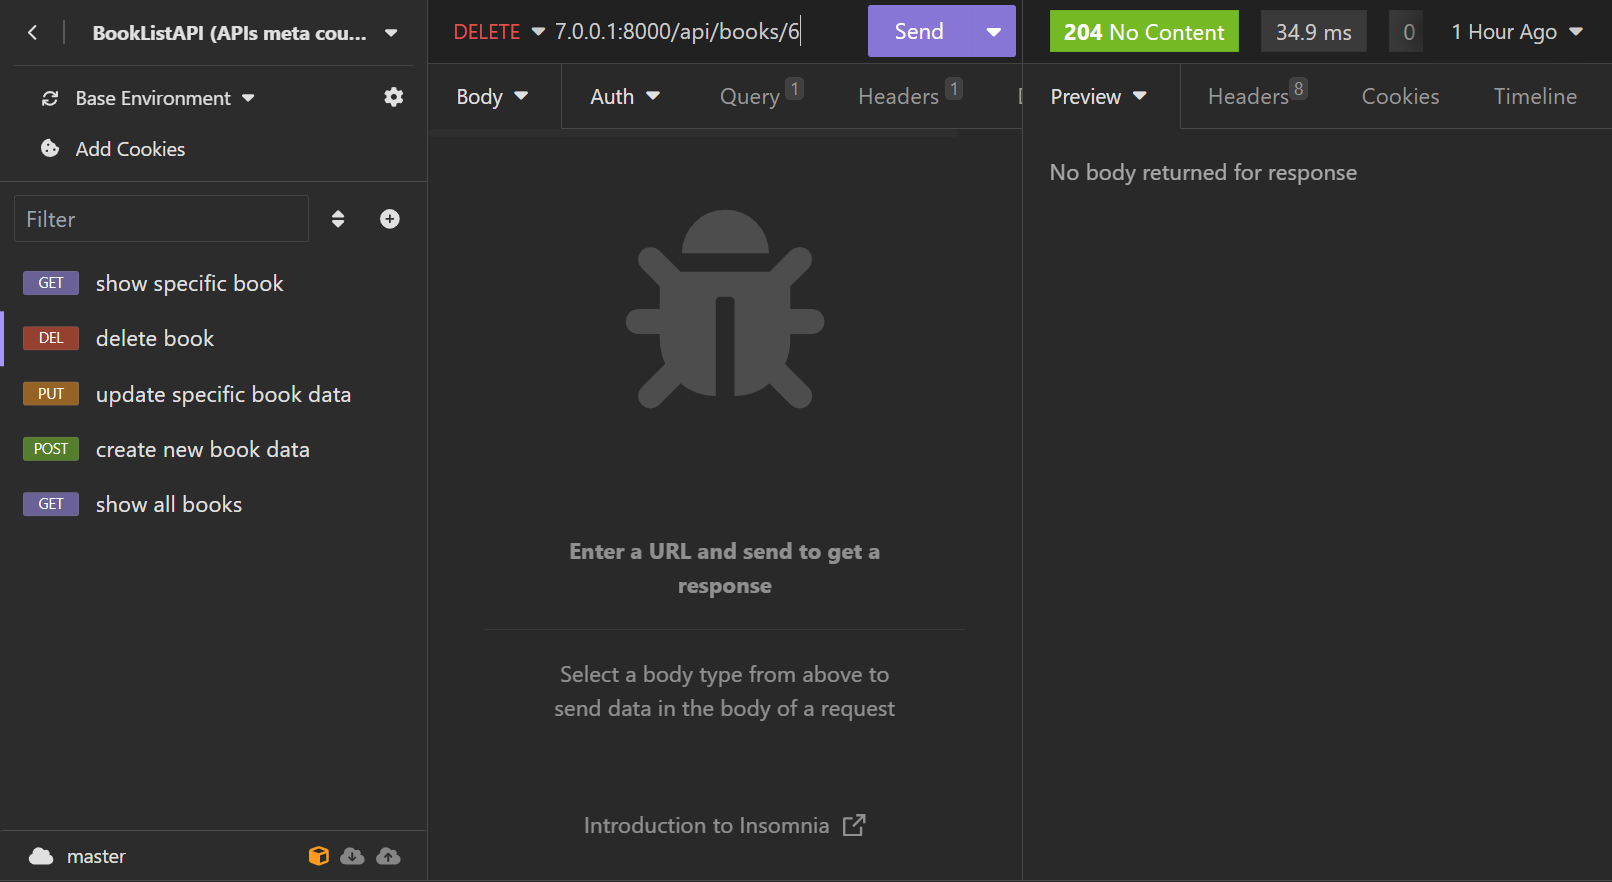 BookListAPI (APIs meta cou...
Base Environment
Add Cookies
Filter
GET show specific book
DEL delete book
PUT update specific book data
POST create new book data
GET show all books
master
DELETE 7.0.0.1:8000/api/books/6 Send
Body Auth Query 1 Headers 1
Enter a URL and send to get a
response
Select a body type from above to
send data in the body of a request
Introduction to Insomnia
204 No Content 34.9 ms 0 1 Hour Ago
Preview Headers 8 Cookies Timeline
No body returned for response